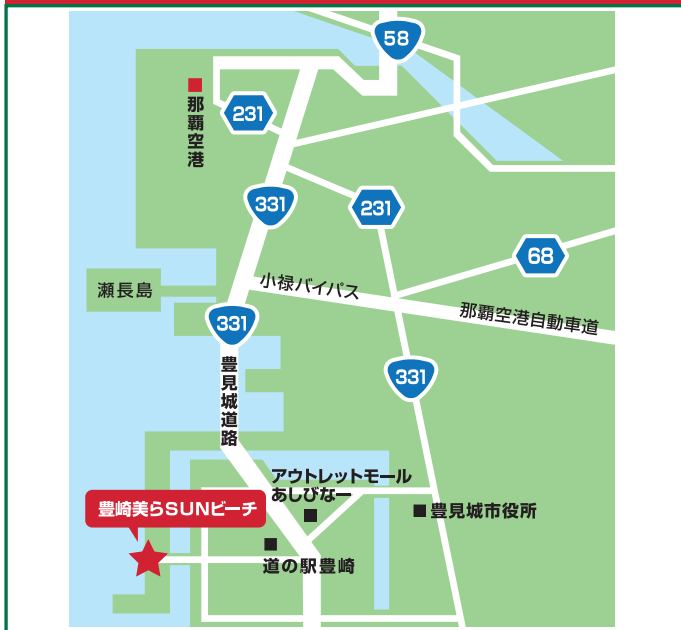 58
那覇空港
231
331
231
68
瀬長島
小禄バイパス
那覇空港自動車道
331
豊見城道路
331
アウトレットモール
あしびなー
豊崎美らSUNビーチ
豊見城市役所
道の駅豊崎